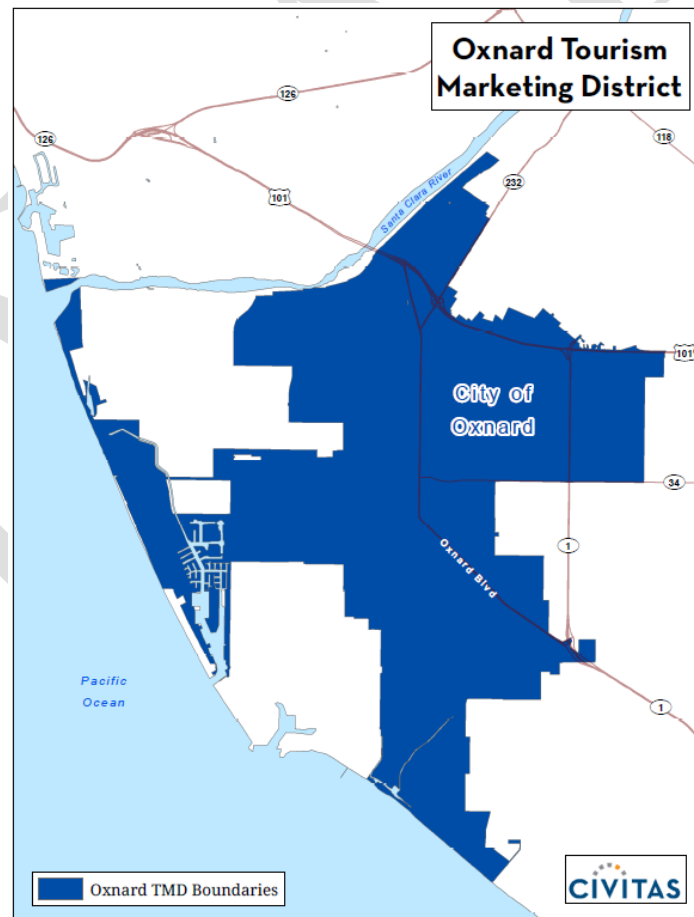 Oxnard Tourism
Marketing District
126
126
118
232
101
Santa Clara River
101
City of
Oxnard
34
Oxnard Blvd
1
Pacific
Ocean
1
Oxnard TMD Boundaries
CIVITAS